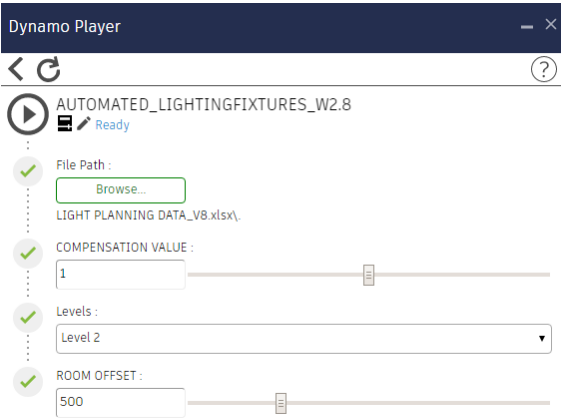 Dynamo Player
?
AUTOMATED_LIGHTINGFIXTURES_W2.8
Ready
File Path :
Browse...
LIGHT PLANNING DATA_V8.xlsx\.
COMPENSATION VALUE :
1
Levels :
Level 2
ROOM OFFSET :
500